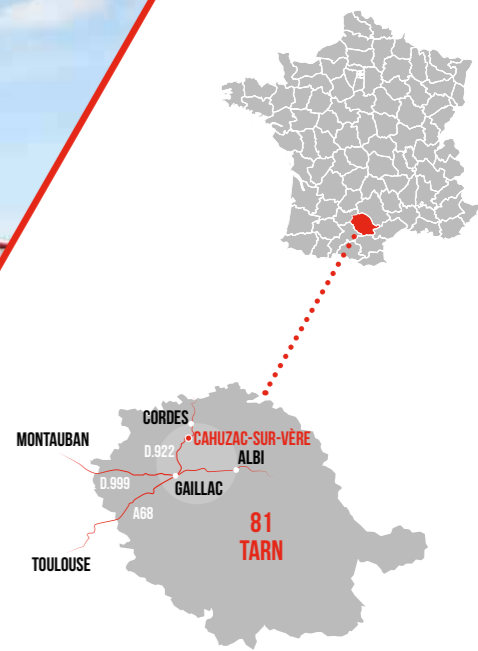 CORDES
CAHUZAC-SUR-VÈRE
MONTAUBAN
D.922
ALBI
D.999
GAILLAC
A68
81
TARN
TOULOUSE